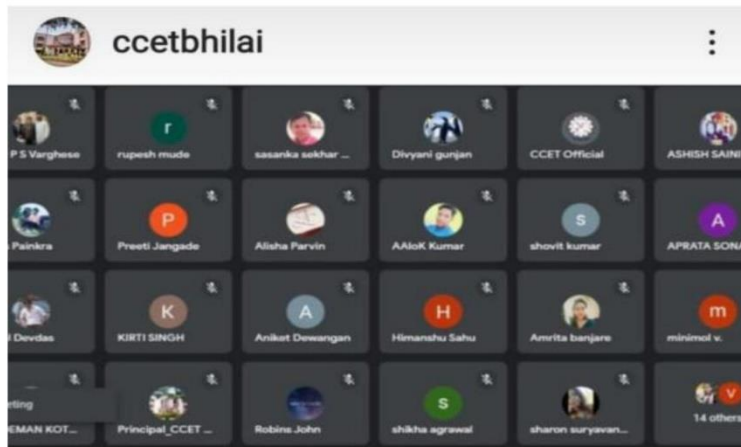 ccetbhilai
P S Varghese rupesh mude sasanka sekhar ... Divyani gunjan CCET Official ASHISH SAINI
r
Painkra Preeti Jangade Alisha Parvin AAloK Kumar shovit kumar APRATA SON
P S A
Devdas KIRTI SINGH Aniket Dewangan Himanshu Sahu Amrita banjare minimol v.
K A H m
eting
EMAN KOT... Principal_CCET ... Robins John shikha agrawal sharon suryavan... 14 others
S V